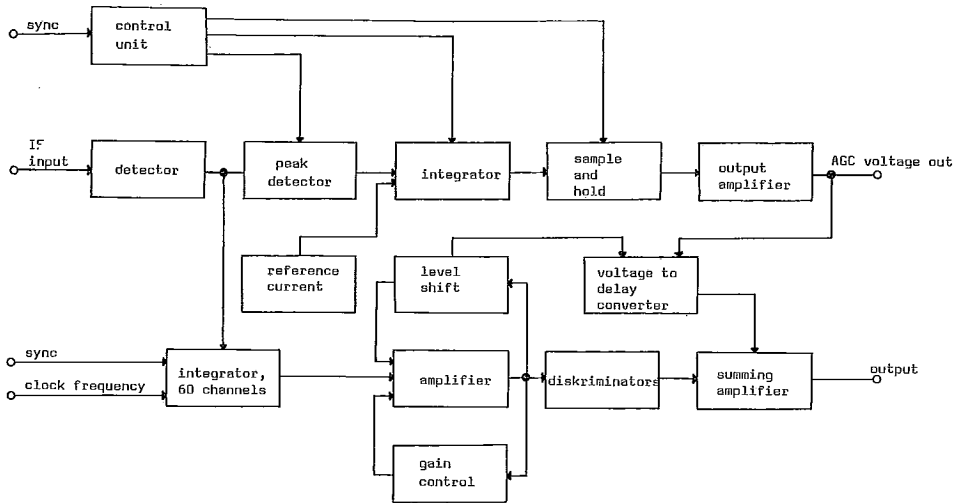 sync
control
unit
IF
input
detector
peak
detector
integrator
sample
and
hold
output
amplifier
AGC voltage out
reference
current
level
shift
voltage to
delay
converter
sync
clock frequency
integrator,
60 channels
amplifier
diskriminators
summing
amplifier
output
gain
control